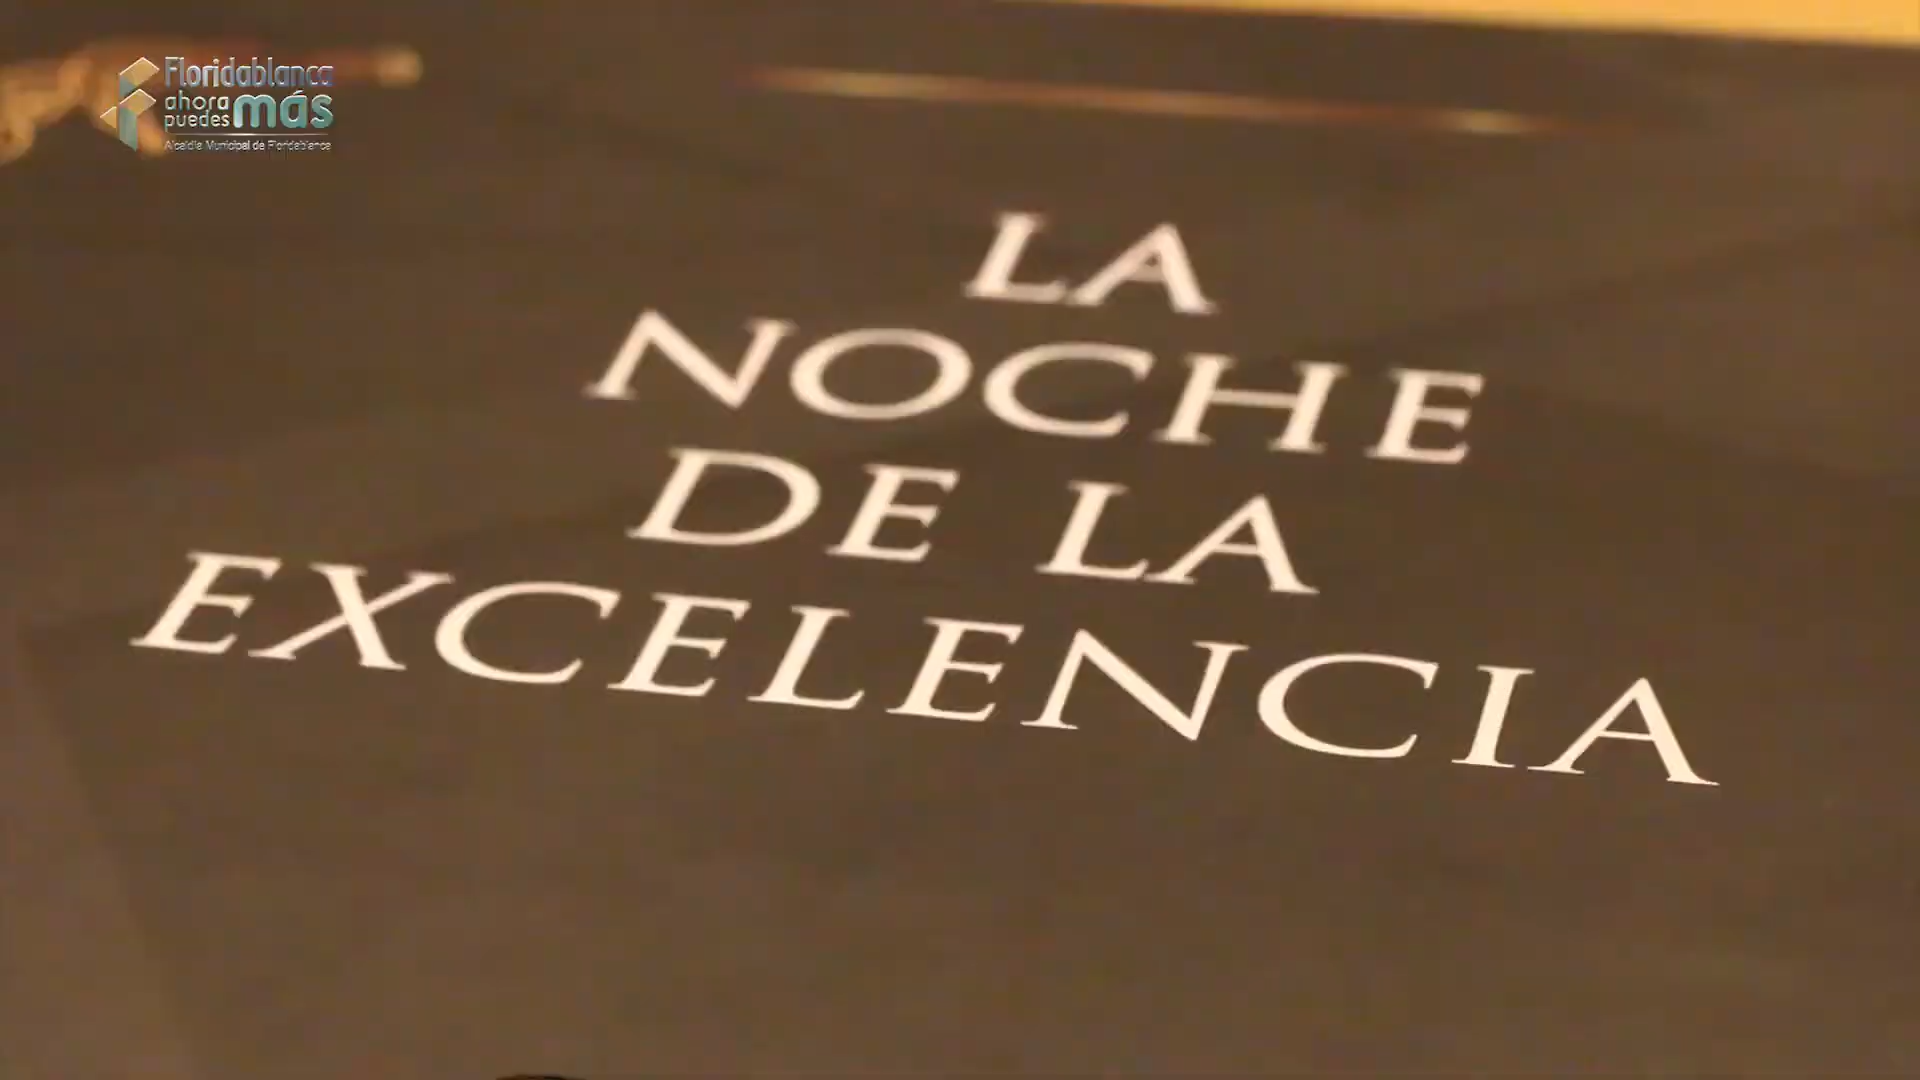 Floridablanca
ahora
puedes más
Alcaldía Municipal de Floridablanca
LA
NOCHE
DE LA
EXCELENCIA